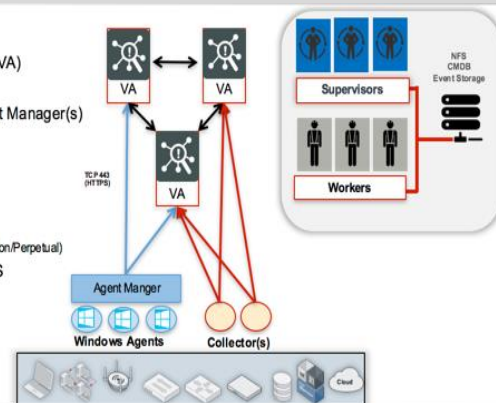 VA)
t Manager(s)
on/Perpetual)
S
VA
VA
VA
TCP 443
(HTTPS)
Agent Manger
Windows Agents
Collector(s)
Supervisors
Workers
NFS
CMDB
Event Storage
Cloud